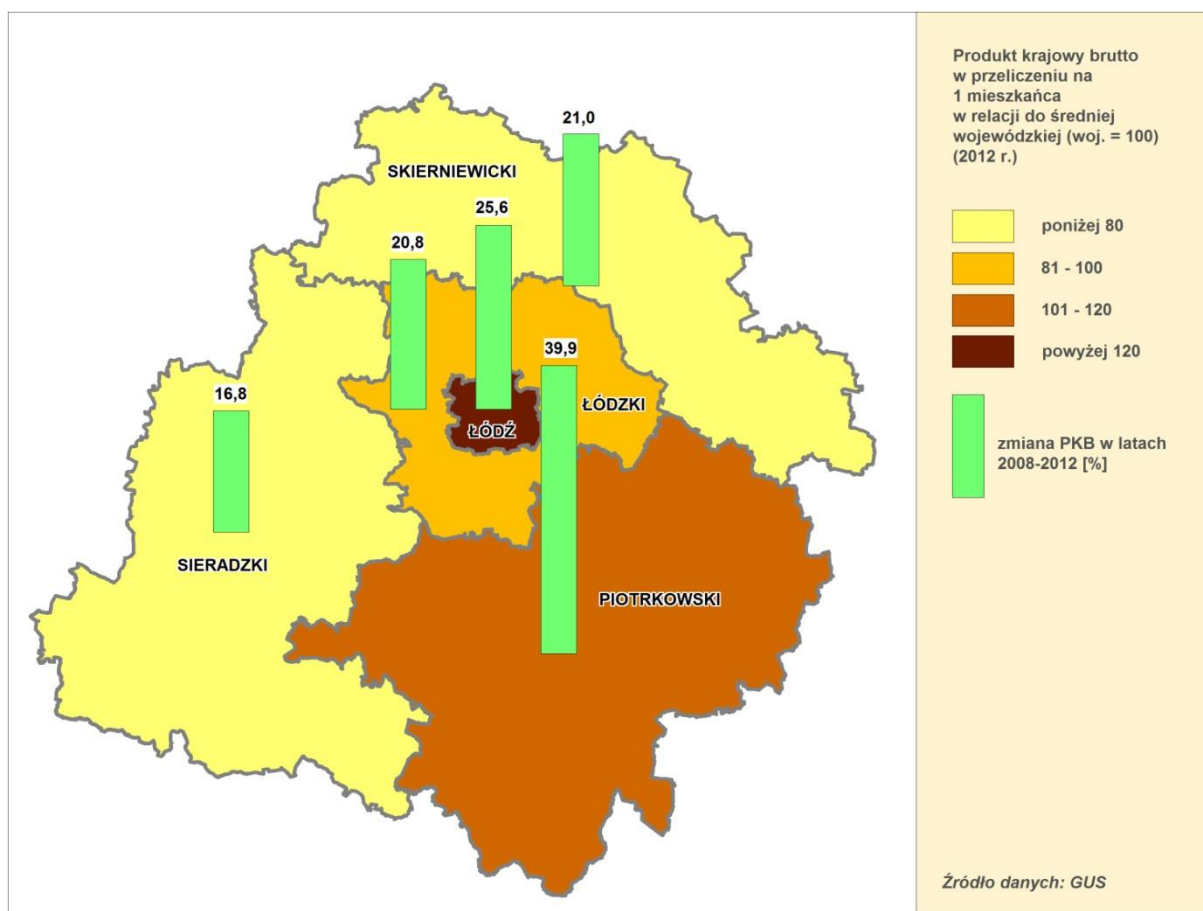 21,0
SKIERNIEWICKI
25,6
20,8
39,9
16,8
ŁÓDZKI
ŁÓDŹ
SIERADZKI
PIOTRKOWSKI
Produkt krajowy brutto
w przeliczeniu na
1 mieszkańca
w relacji do średniej
wojewódzkiej (woj. = 100)
(2012 r.)
poniżej 80
81 - 100
101 - 120
powyżej 120
zmiana PKB w latach
2008-2012 [%]
Źródło danych: GUS